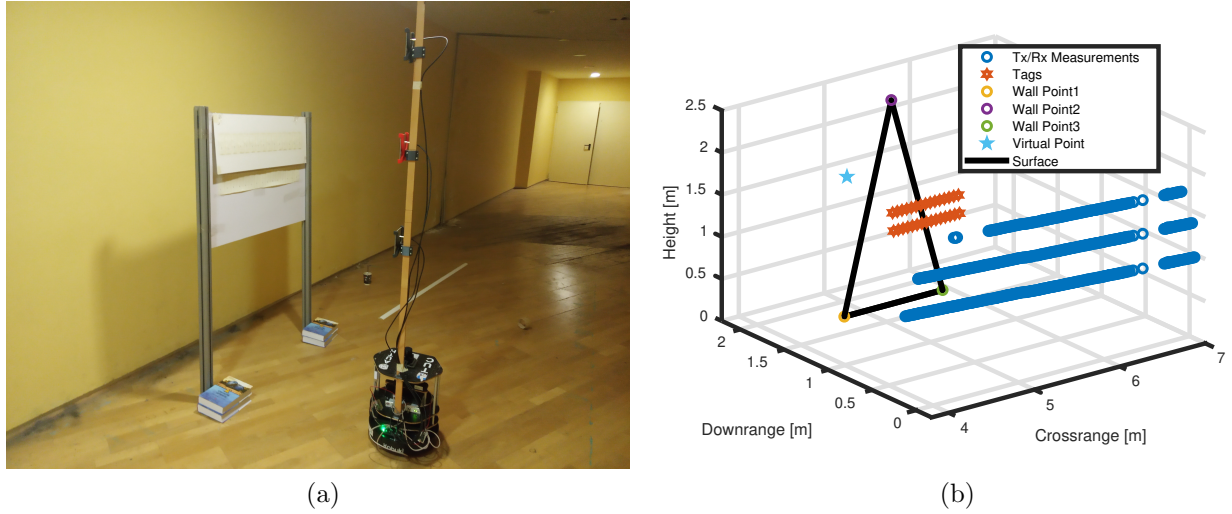 Tx/Rx Measurements
Tags
Wall Point1
Wall Point2
Wall Point3
Virtual Point
Surface
2.5
2
1.5
1
0.5
0
Height [m]
2
1.5
1
0.5
0
Downrange [m]
4
5
6
7
Crossrange [m]
(a)
(b)